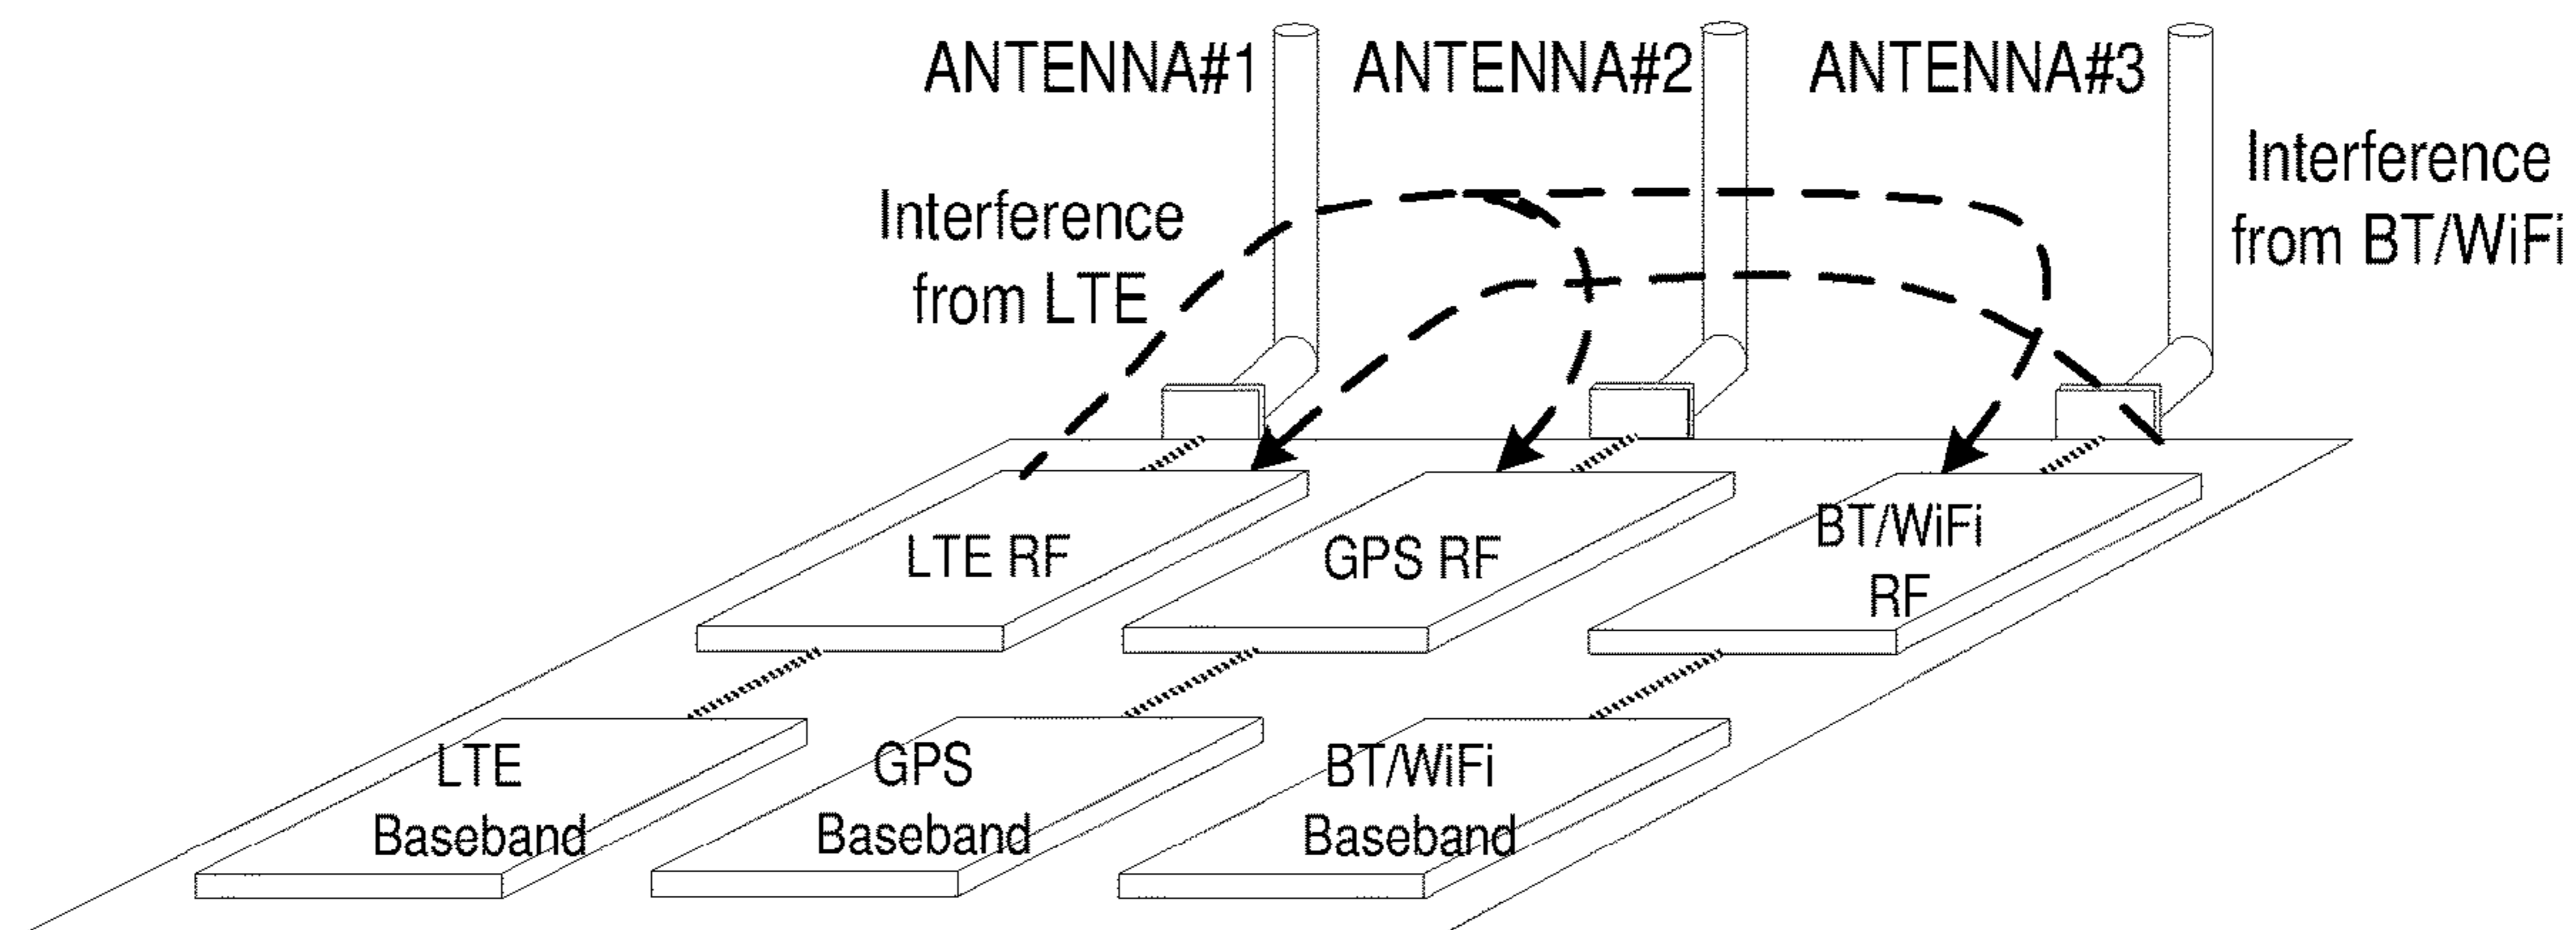 ANTENNA#1
ANTENNA#2
ANTENNA#3
Interference
from LTE
Interference
from BT/WiFi
LTE RF
GPS RF
BT/WiFi
RF
LTE
Baseband
GPS
Baseband
BT/WiFi
Baseband